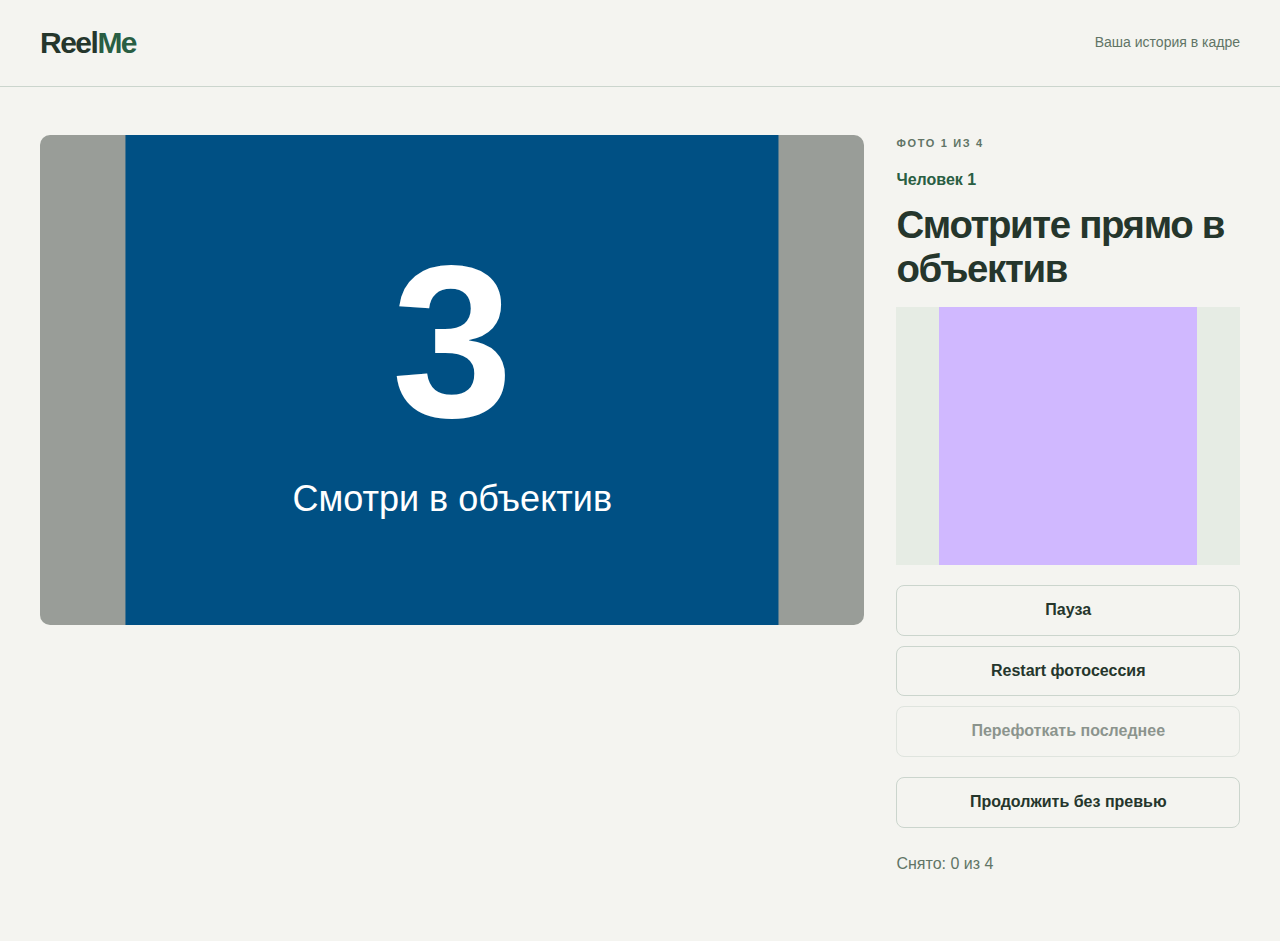 ReelMe
Ваша история в кадре
3
Смотри в объектив
ФОТО 1 ИЗ 4
Человек 1
Смотрите прямо в
объектив
Пауза
Restart фотосессия
Перефоткать последнее
Продолжить без превью
Снято: 0 из 4